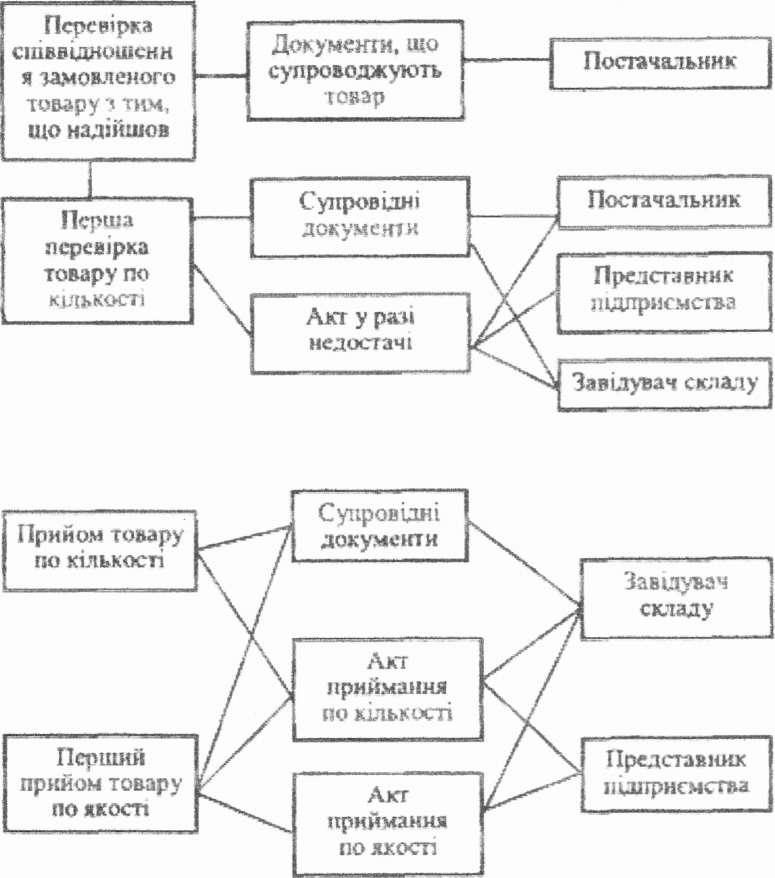 Перевірка
співвідношенн
я замовленого
товару з тим,
що надійшов
Документи, що
супроводжують
товар
Постачальник
Перша
перевірка
товару по
кількості
Супровідні
документи
Акт у разі
недостачі
Постачальник
Представник
підприємства
Завідувач складу
Прийом товару
по кількості
Супровідні
документи
Завідувач
складу
Акт
приймання
по кількості
Перший
прийом товару
по якості
Акт
приймання
по якості
Представник
підприємства